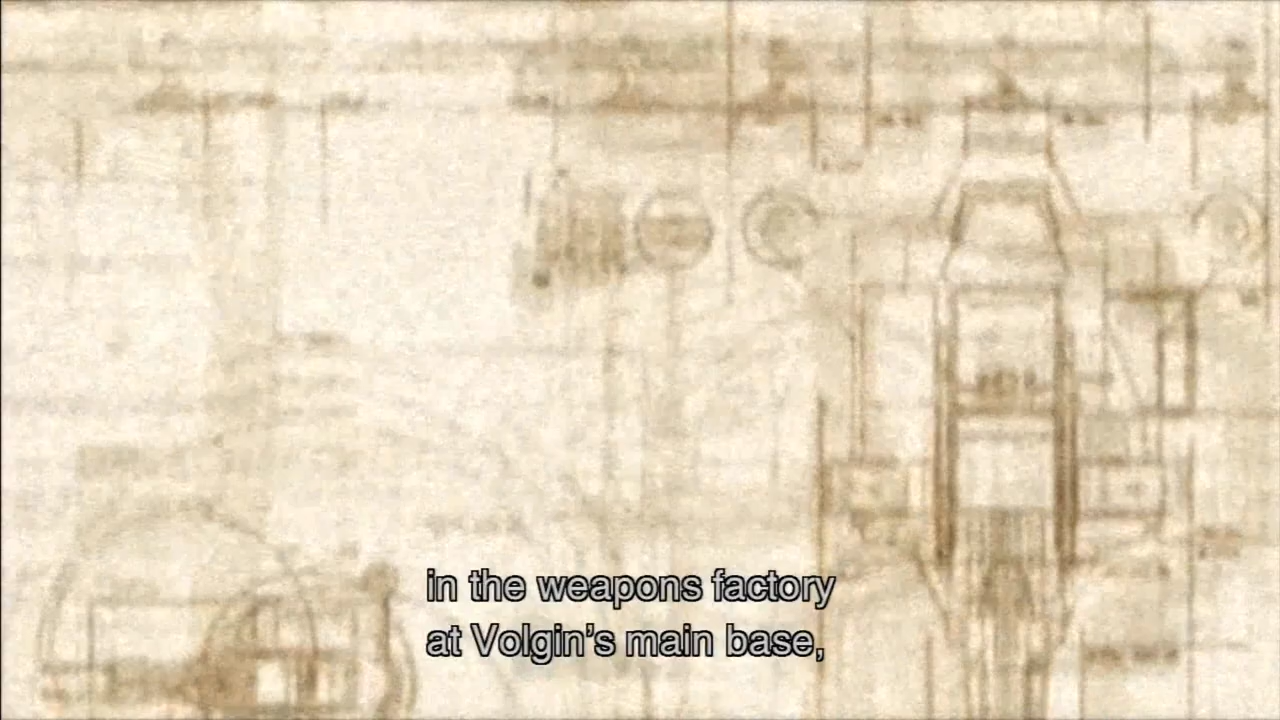 in the weapons factory
at Volgin's main base,